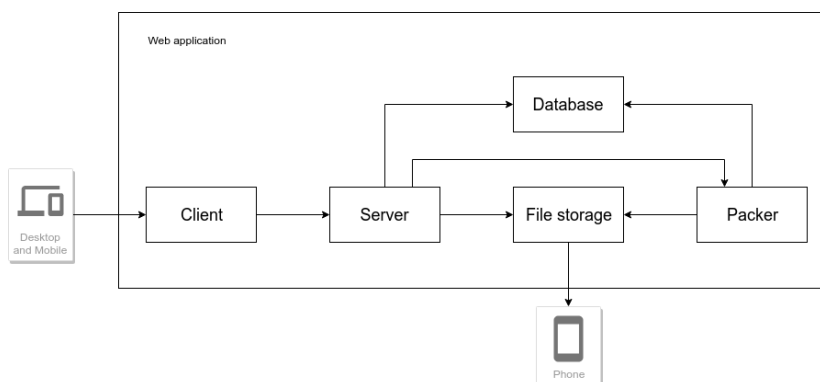 Web application
Database
Desktop
and Mobile
Client
Server
File storage
Packer
Phone